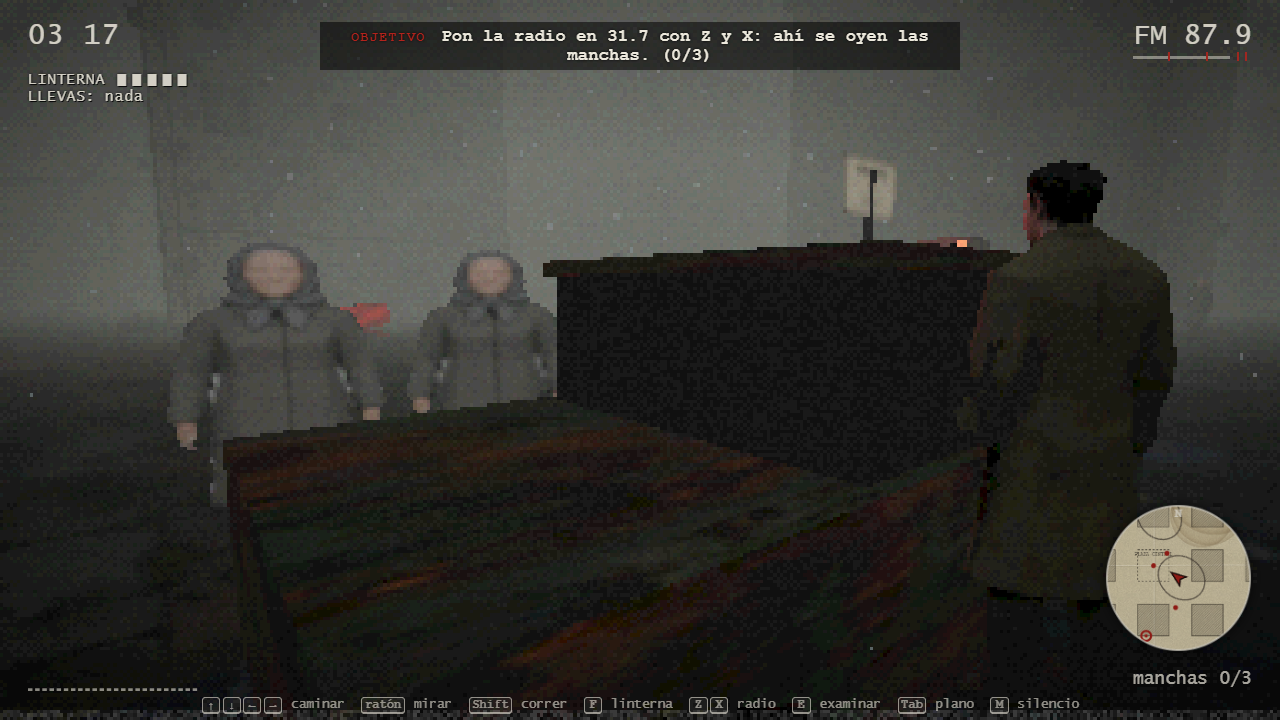 03 17
OBJETIVO Pon la radio en 31.7 con Z y X: ahí se oyen las
manchas. (0/3)
FM 87.9
LINTERNA
LLEVAS: nada
N
manchas 0/3
↑ ↓ ← → caminar ratón mirar Shift correr F linterna Z X radio E examinar Tab plano M silencio